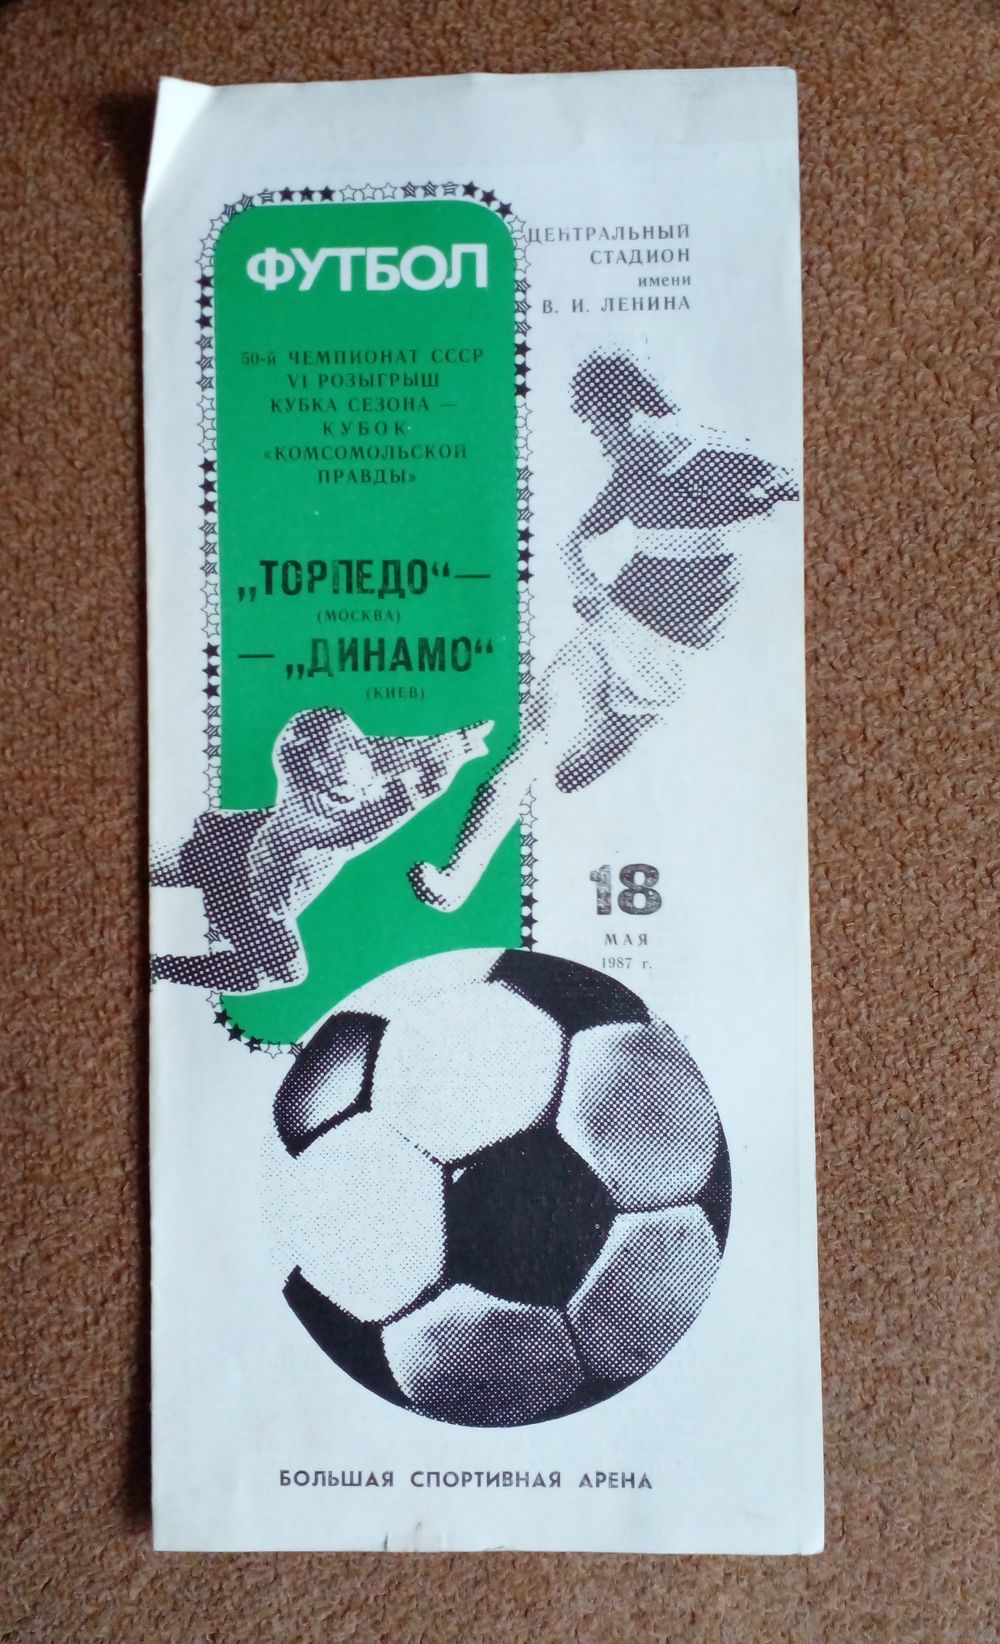 ФУТБОЛ
50-й ЧЕМПИОНАТ СССР
VI РОЗЫГРЫШ
КУБКА СЕЗОНА —
КУБОК
«КОМСОМОЛЬСКОЙ
ПРАВДЫ»
„ТОРПЕДО“—
(МОСКВА)
— „ДИНАМО“
(КИЕВ)
ЦЕНТРАЛЬНЫЙ
СТАДИОН
имени
В. И. ЛЕНИНА
18
МАЯ
1987 г.
БОЛЬШАЯ СПОРТИВНАЯ АРЕНА